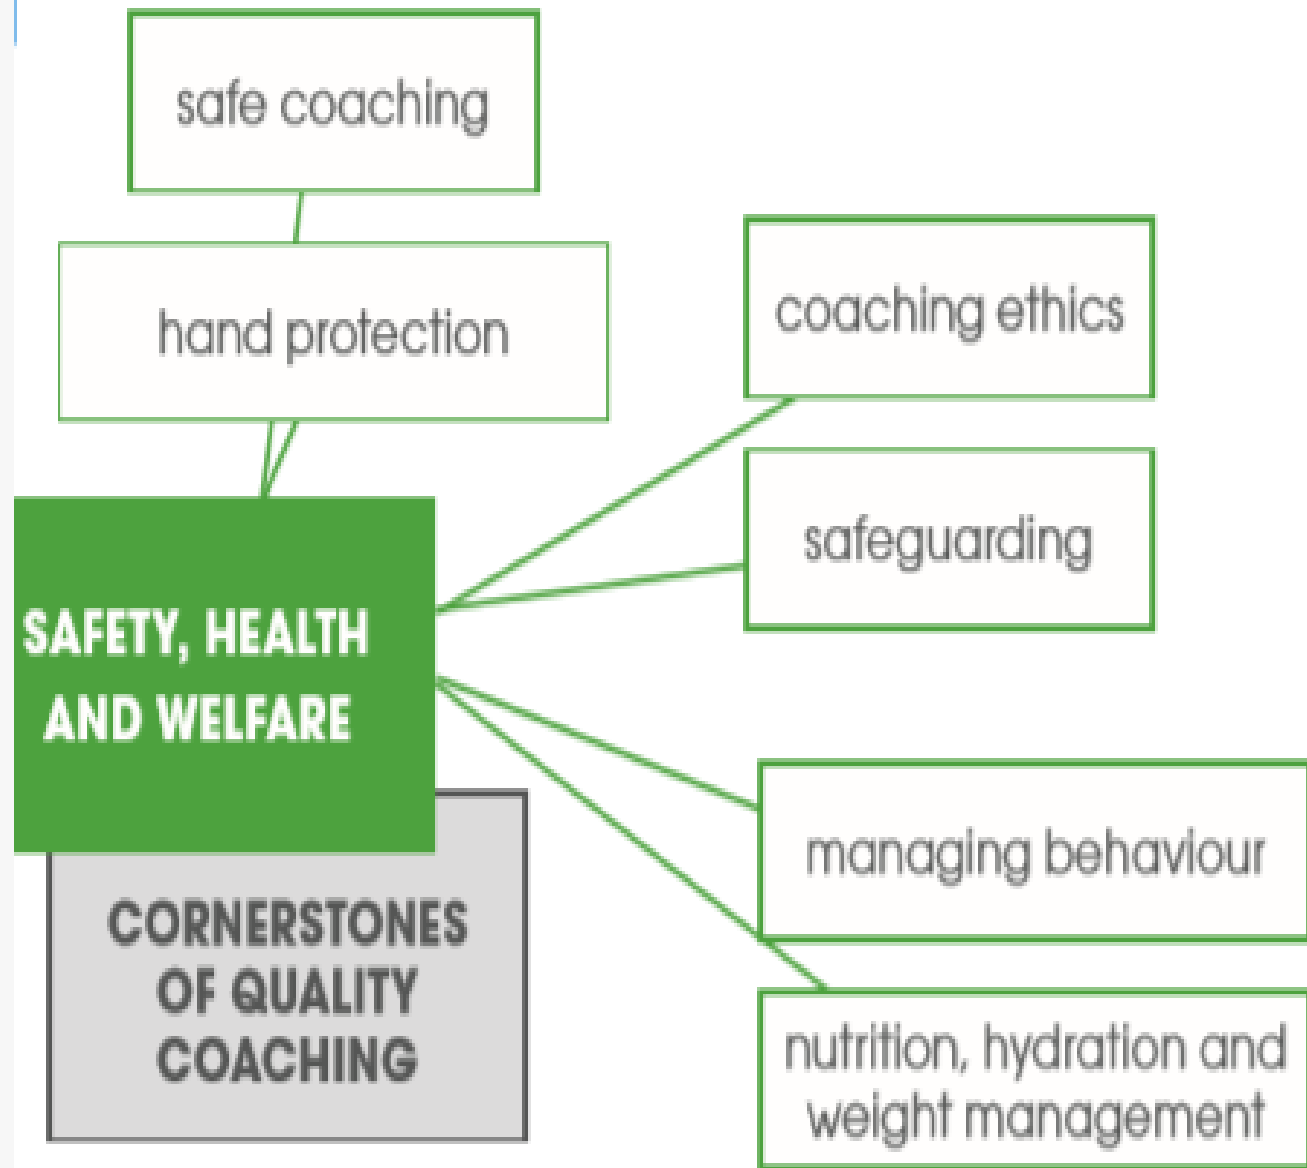 safe coaching
hand protection
coaching ethics
safeguarding
SAFETY, HEALTH
AND WELFARE
managing behaviour
CORNERSTONES
OF QUALITY
COACHING
nutrition, hydration and
weight management